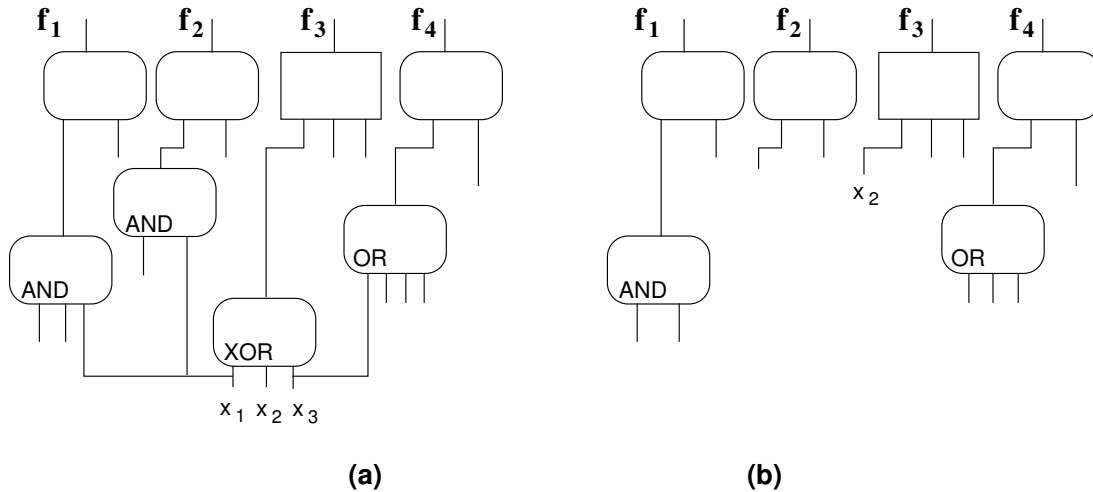 f1 f2 f3 f4 f1 f2 f3 f4
x2
AND
OR OR
AND AND
XOR
x1 x2 x3
(a) (b)